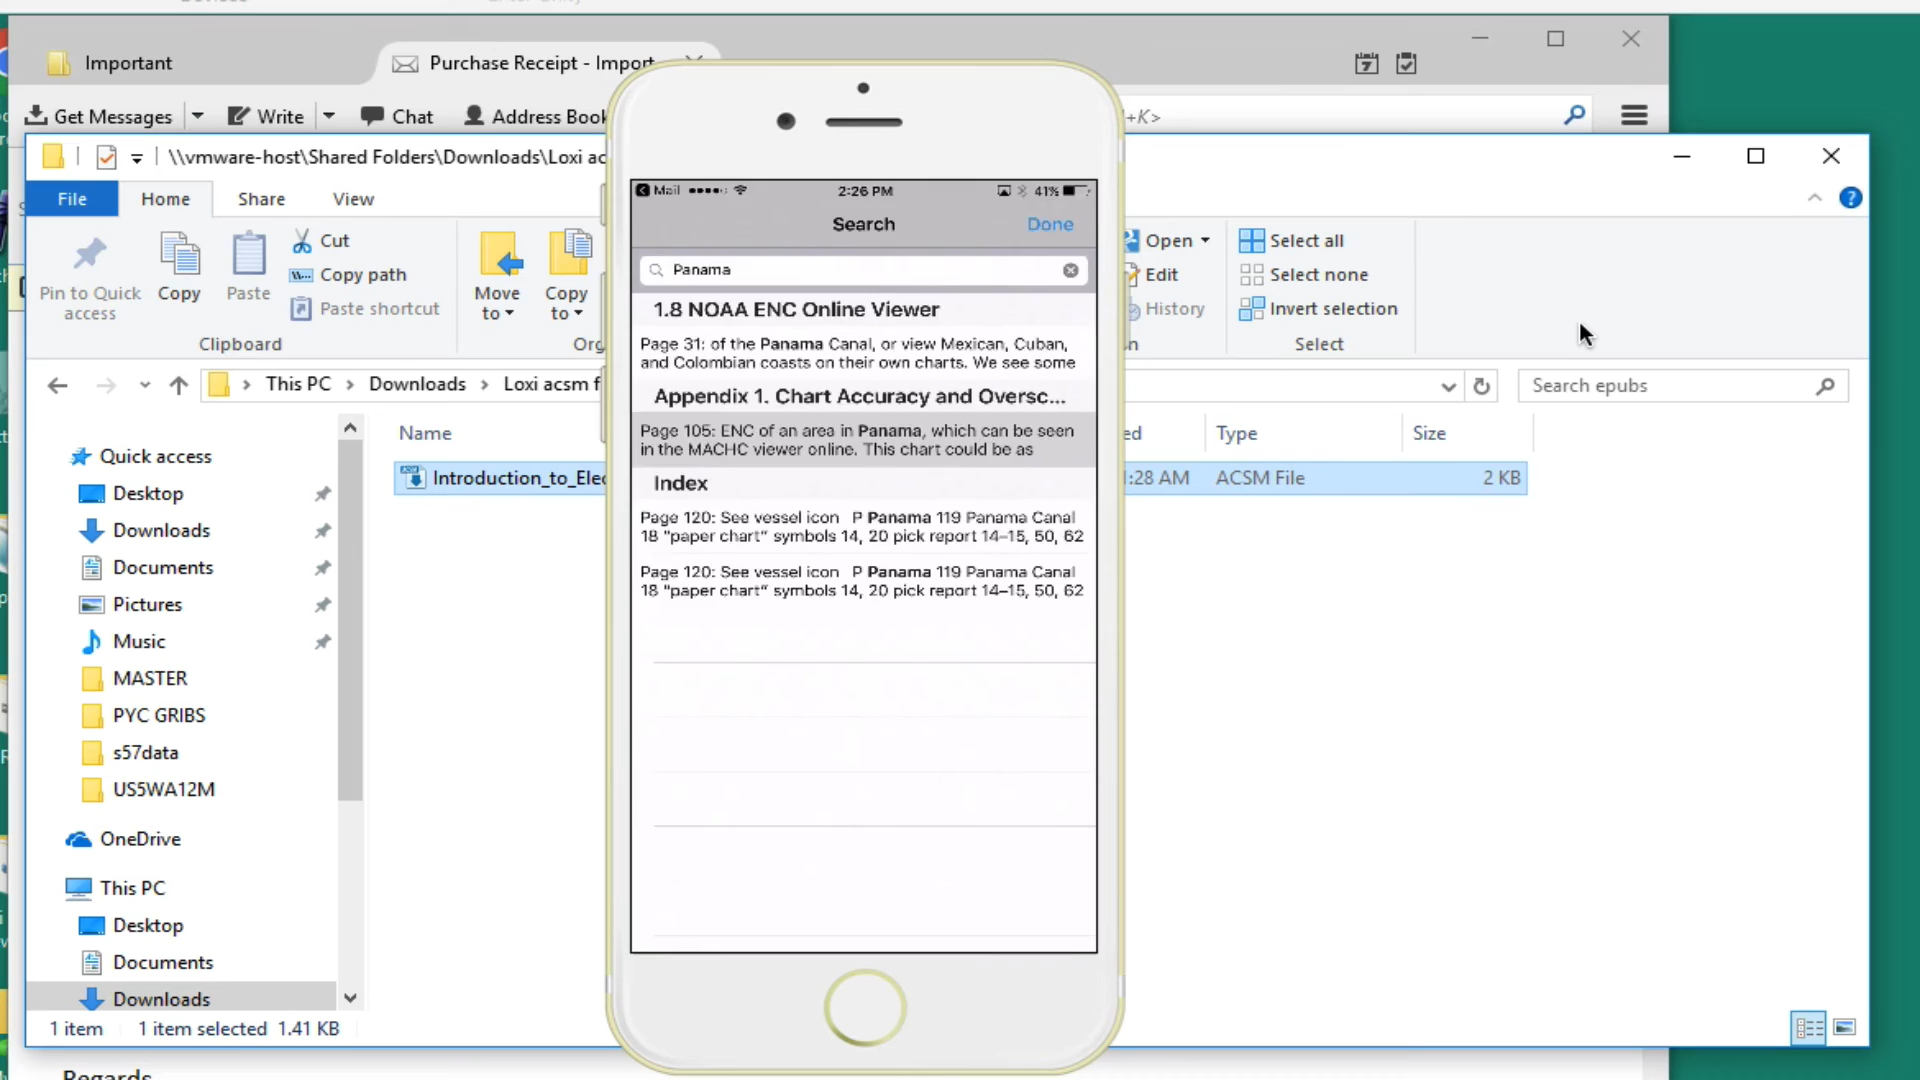 Important
Purchase Receipt - Import
Get Messages
Write
Chat
Address Book
+K>
\\vmware-host\Shared Folders\Downloads\Loxi ac
File
Home
Share
View
Pin to Quick access
Copy
Paste
Cut
Copy path
Paste shortcut
Move to
Copy to
Open
Edit
History
Select all
Select none
Invert selection
Clipboard
Org
Select
This PC
Downloads
Loxi acsm f
Search epubs
Name
ed
Type
Size
Introduction_to_Elec
:28 AM
ACSM File
2 KB
Quick access
Desktop
Downloads
Documents
Pictures
Music
MASTER
PYC GRIBS
s57data
US5WA12M
OneDrive
This PC
Desktop
Documents
Downloads
1 item
1 item selected
1.41 KB
Mail
2:26 PM
41%
Search
Done
Panama
1.8 NOAA ENC Online Viewer
Page 31: of the Panama Canal, or view Mexican, Cuban,
and Colombian coasts on their own charts. We see some
Appendix 1. Chart Accuracy and Oversc...
Page 105: ENC of an area in Panama, which can be seen
in the MACHC viewer online. This chart could be as
Index
Page 120: See vessel icon P Panama 119 Panama Canal
18 "paper chart" symbols 14, 20 pick report 14–15, 50, 62
Page 120: See vessel icon P Panama 119 Panama Canal
18 "paper chart" symbols 14, 20 pick report 14–15, 50, 62
Regards